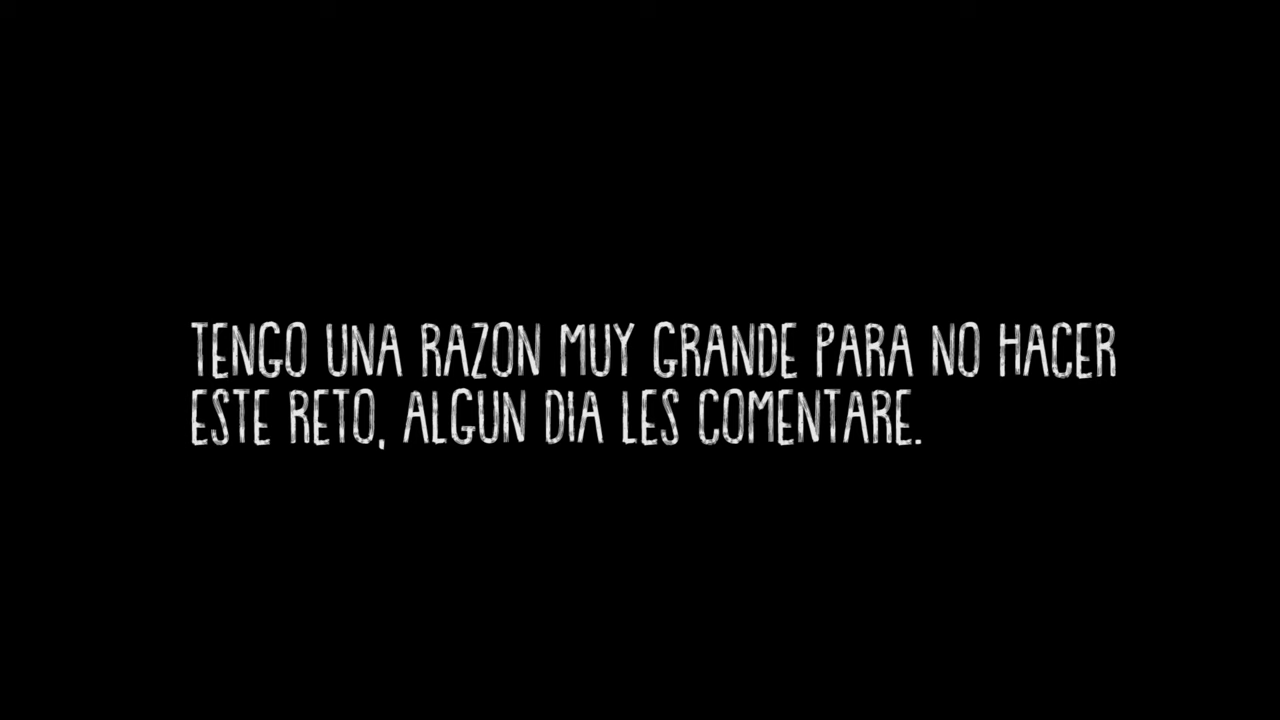 TENGO UNA RAZON MUY GRANDE PARA NO HACER
ESTE RETO, ALGUN DIA LES COMENTARE.